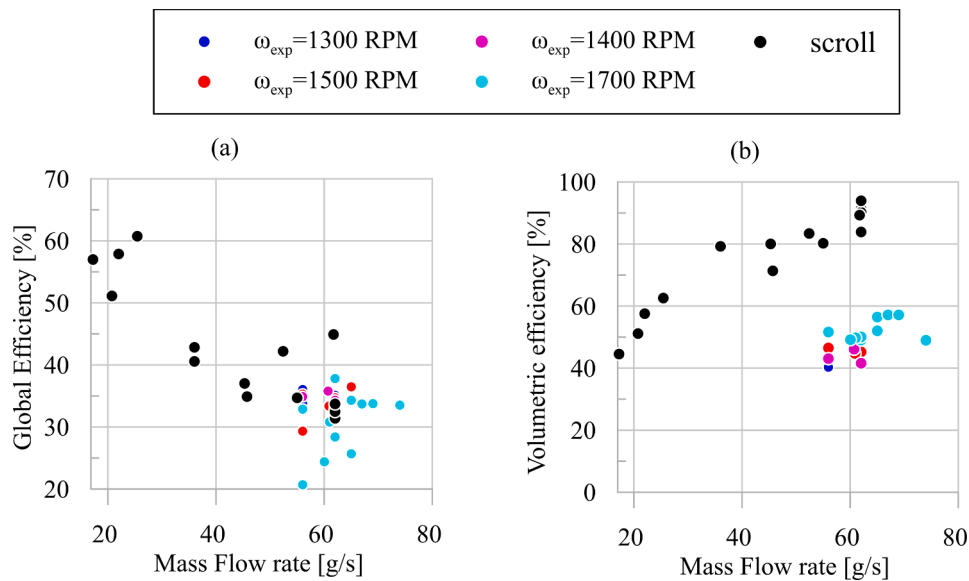 ω_exp=1300 RPM
ω_exp=1400 RPM
scroll
ω_exp=1500 RPM
ω_exp=1700 RPM
(a)
Global Efficiency [%]
70
60
50
40
30
20
20
40
60
80
Mass Flow rate [g/s]
(b)
Volumetric efficiency [%]
100
80
60
40
20
0
20
40
60
80
Mass Flow rate [g/s]